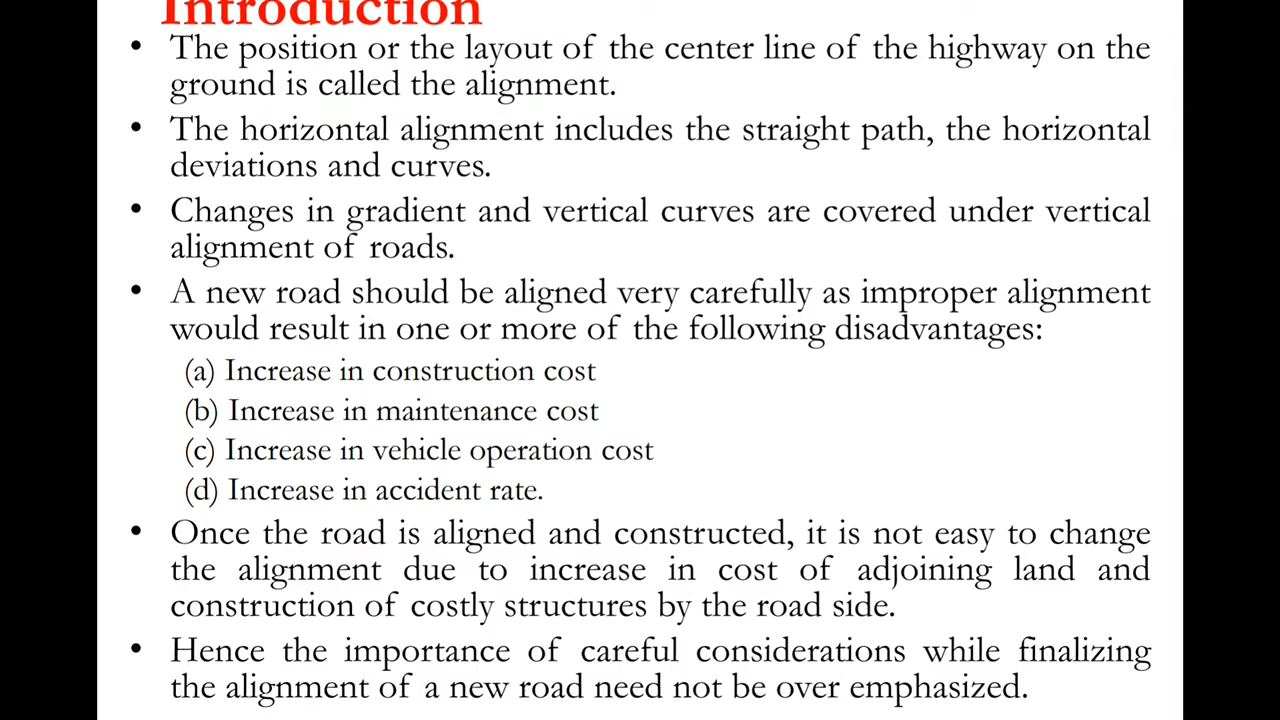 Introduction
• The position or the layout of the center line of the highway on the
ground is called the alignment.
• The horizontal alignment includes the straight path, the horizontal
deviations and curves.
• Changes in gradient and vertical curves are covered under vertical
alignment of roads.
• A new road should be aligned very carefully as improper alignment
would result in one or more of the following disadvantages:
(a) Increase in construction cost
(b) Increase in maintenance cost
(c) Increase in vehicle operation cost
(d) Increase in accident rate.
• Once the road is aligned and constructed, it is not easy to change
the alignment due to increase in cost of adjoining land and
construction of costly structures by the road side.
• Hence the importance of careful considerations while finalizing
the alignment of a new road need not be over emphasized.